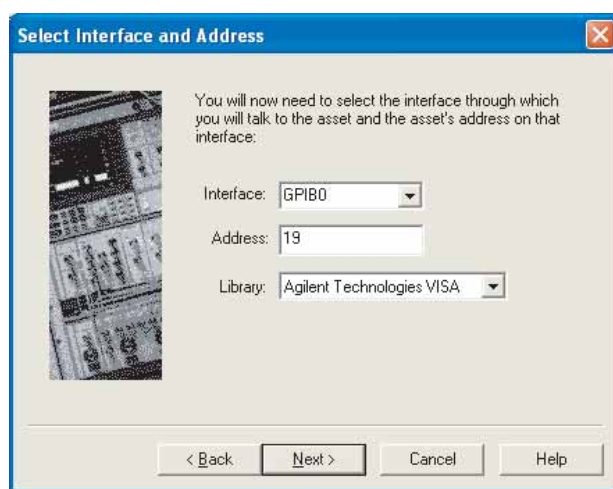 Select Interface and Address
You will now need to select the interface through which
you will talk to the asset and the asset's address on that
interface:
Interface: GPIB0
Address: 19
Library: Agilent Technologies VISA
< Back Next > Cancel Help